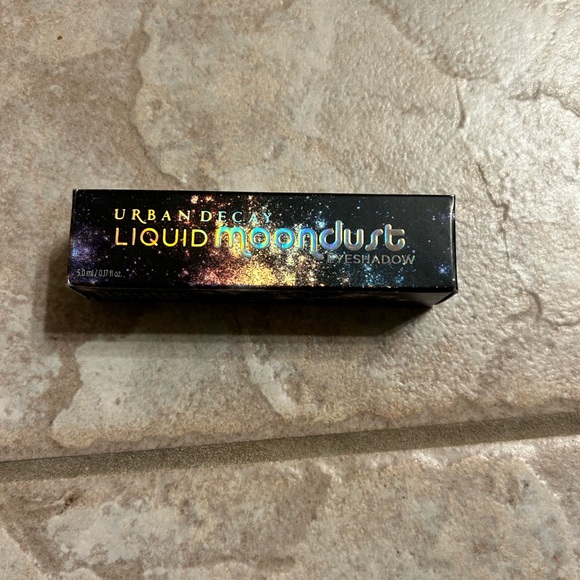 URBAN DECAY
LIQUID moondust
EYESHADOW
5.0 ml / 0.17 fl oz.